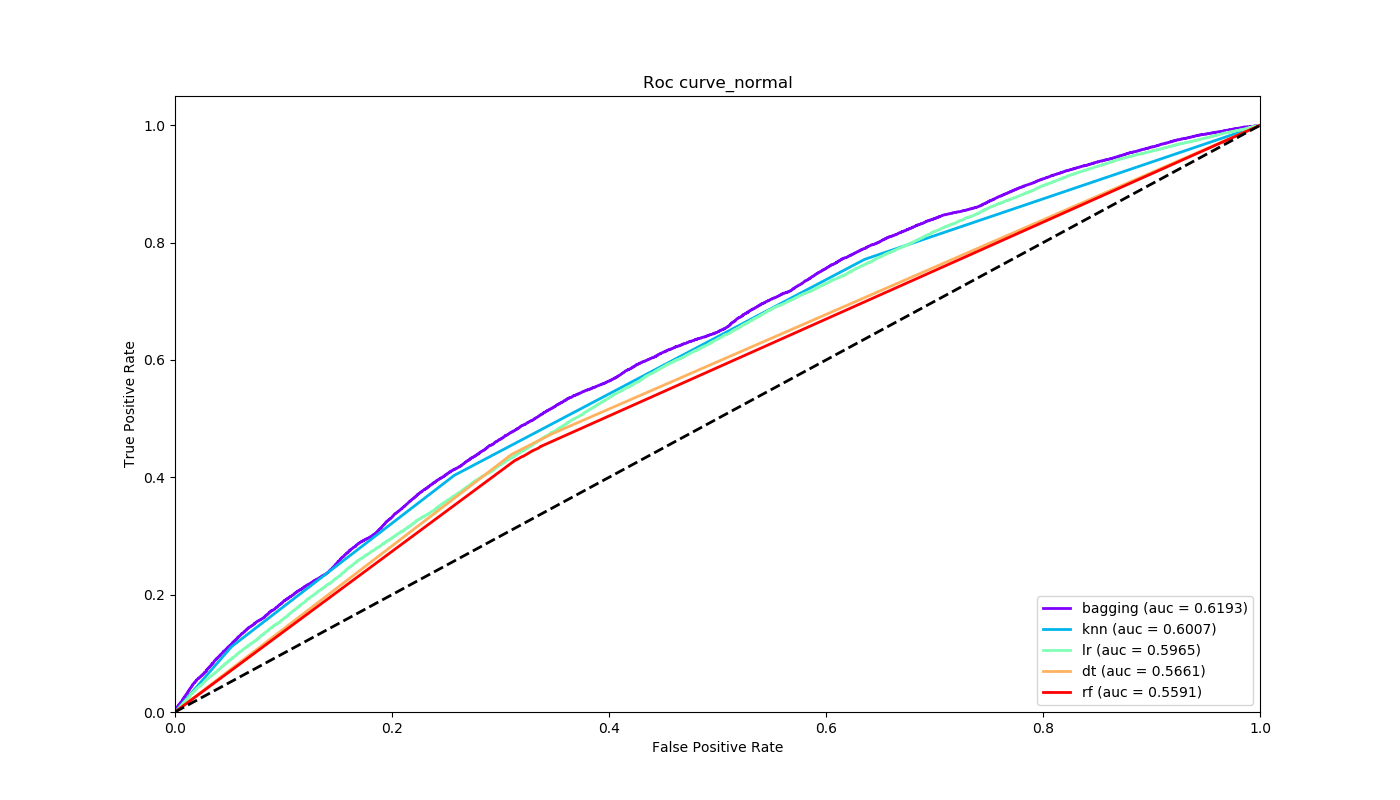 Roc curve_normal
True Positive Rate
1.0
0.8
0.6
0.4
0.2
0.0
0.0 0.2 0.4 0.6 0.8 1.0
False Positive Rate
bagging (auc = 0.6193)
knn (auc = 0.6007)
lr (auc = 0.5965)
dt (auc = 0.5661)
rf (auc = 0.5591)